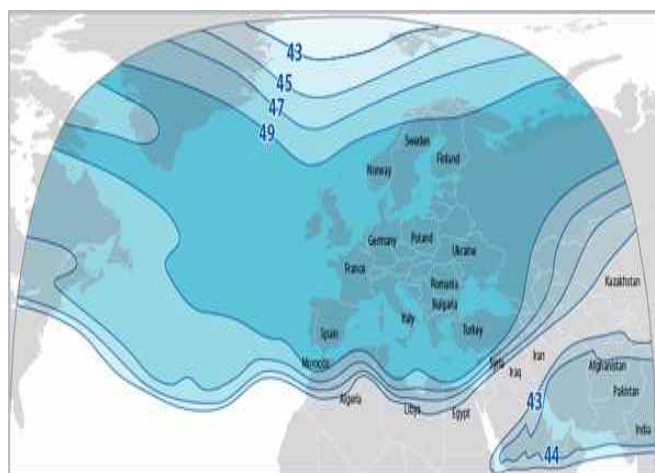 43
45
47
49
Sweden
Norway
Finland
Germany
Poland
Ukraine
France
Romania
Bulgaria
Italy
Spain
Turkey
Kazakhstan
Morocco
Syria
Iran
Iraq
Afghanistan
Pakistan
Algeria
Libya
Egypt
43
India
44